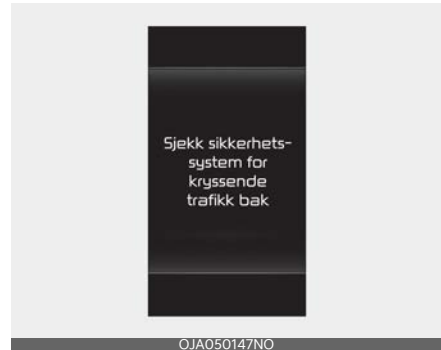 Sjekk sikkerhets-
system for
kryssende
trafikk bak
OJA050147NO